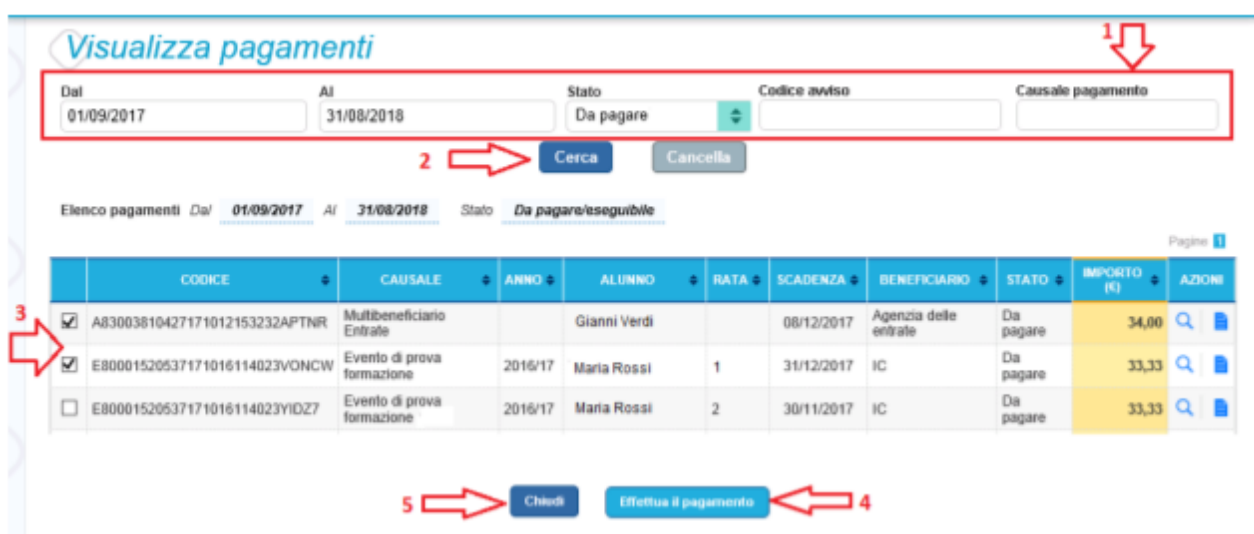 Visualizza pagamenti
1
Dal Al Stato Codice avviso Causale pagamento
01/09/2017 31/08/2018 Da pagare
2 Cerca Cancella
Elenco pagamenti Dal 01/09/2017 Al 31/08/2018 Stato Da pagare/eseguibile
Pagine 1
CODICE CAUSALE ANNO ALUNNO RATA SCADENZA BENEFICIARIO STATO IMPORTO (€) AZIONI
3
A83003810427171012153232APTNR Multibeneficiario Entrate Gianni Verdi 08/12/2017 Agenzia delle entrate Da pagare 34,00
E80001520537171016114023VONCW Evento di prova formazione 2016/17 Maria Rossi 1 31/12/2017 IC Da pagare 33,33
E80001520537171016114023YIDZ7 Evento di prova formazione 2016/17 Maria Rossi 2 30/11/2017 IC Da pagare 33,33
5 Chiudi Effettua il pagamento 4